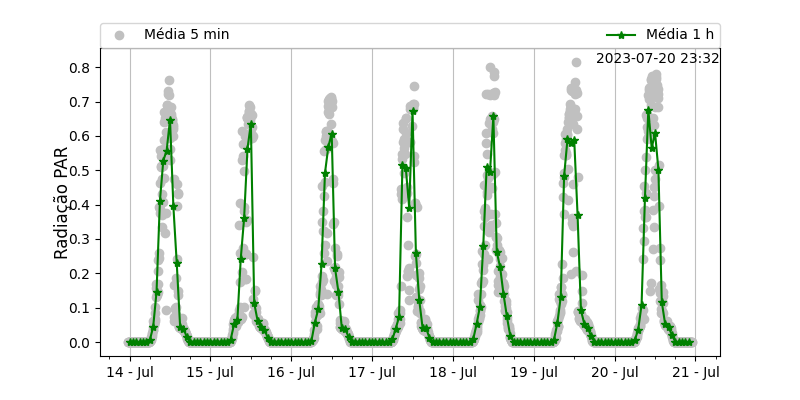 Média 5 min
Média 1 h
2023-07-20 23:32
Radiação PAR
0.8
0.7
0.6
0.5
0.4
0.3
0.2
0.1
0.0
14 - Jul
15 - Jul
16 - Jul
17 - Jul
18 - Jul
19 - Jul
20 - Jul
21 - Jul